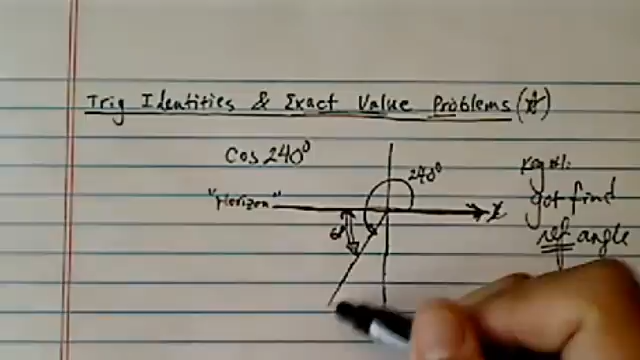 Trig Identities & Exact Value Problems
Cos 240°
240°
Key #1:
"Horizon"
got find
x
60°
ref angle